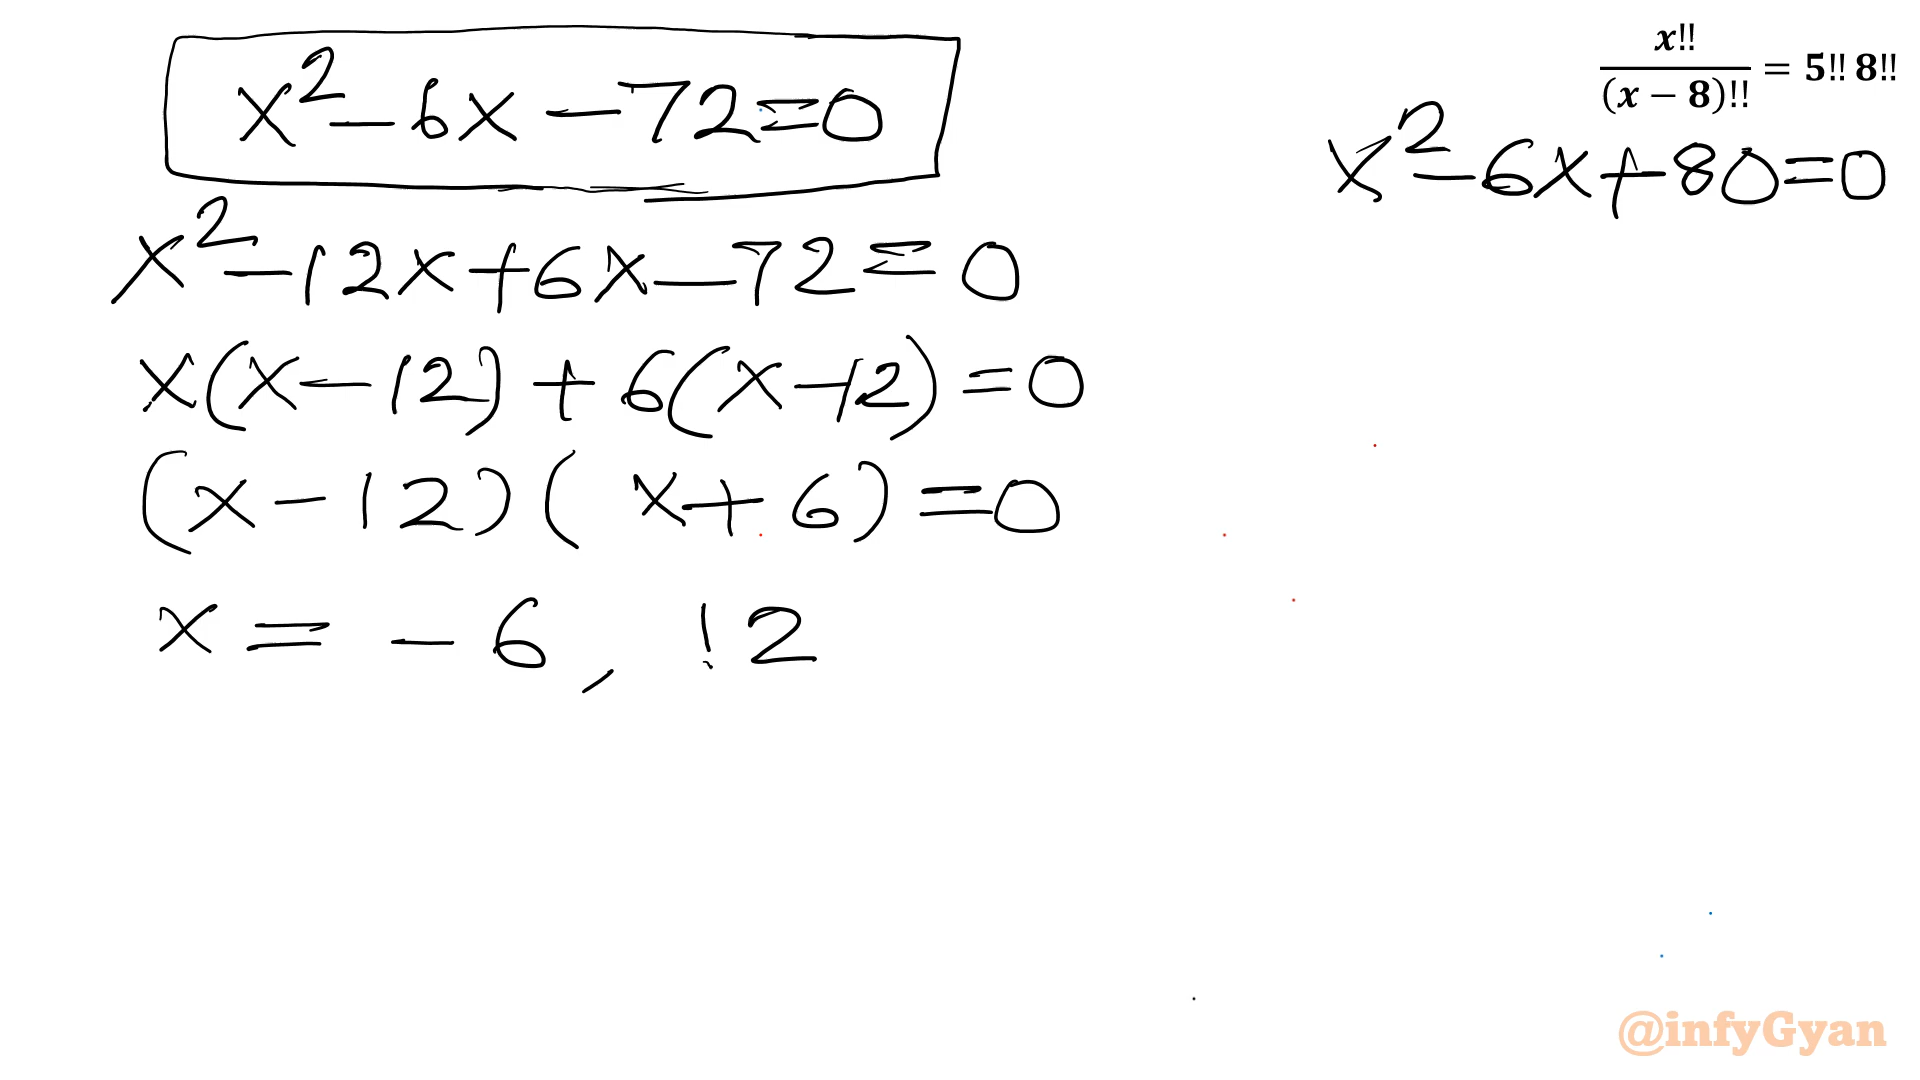 x² - 6x - 72 = 0
x² - 12x + 6x - 72 = 0
x(x - 12) + 6(x - 12) = 0
(x - 12)(x + 6) = 0
x = - 6, 12
x!!/(x - 8)!! = 5!! 8!!
x² - 6x + 80 = 0
@infyGyan